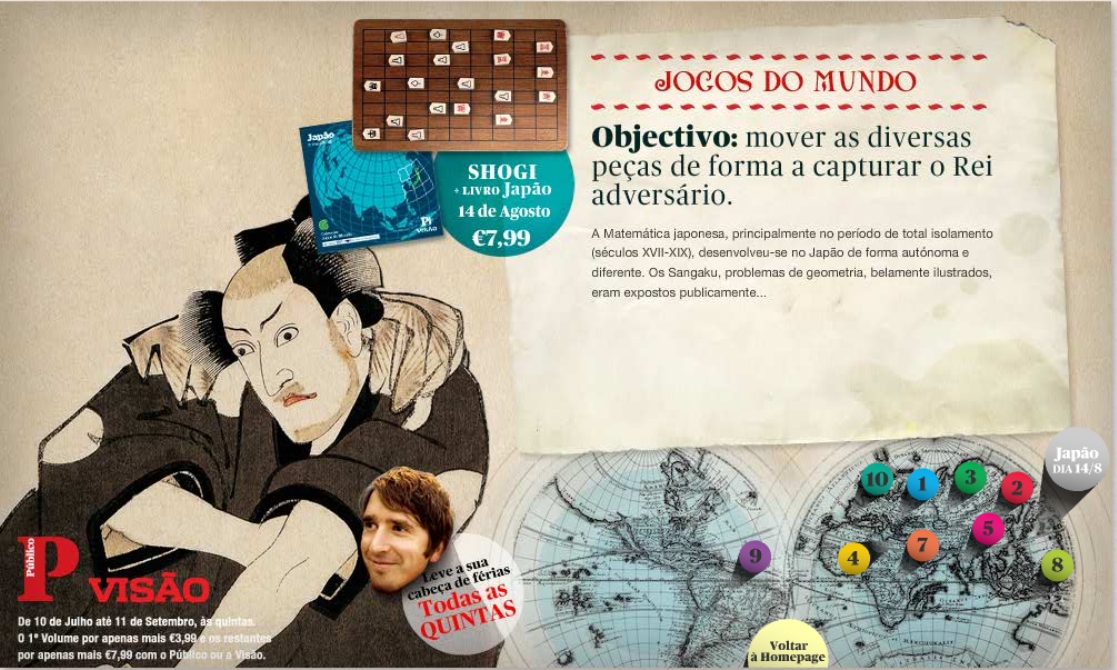 JOGOS DO MUNDO
Objectivo: mover as diversas
peças de forma a capturar o Rei
adversário.
A Matemática japonesa, principalmente no período de total isolamento
(séculos XVII-XIX), desenvolveu-se no Japão de forma autónoma e
diferente. Os Sangaku, problemas de geometria, belamente ilustrados,
eram expostos publicamente...
Japão
SHOGI
+ LIVRO Japão
14 de Agosto
€7,99
P
VISÃO
Japão
DIA 14/8
10
1
3
2
5
7
4
9
8
Leve a sua
cabeça de férias
Todas as
QUINTAS
Público
P VISÃO
De 10 de Julho até 11 de Setembro, às quintas.
O 1º Volume por apenas mais €3,99 e os restantes
por apenas mais €7,99 com o Público ou a Visão.
Voltar
à Homepage